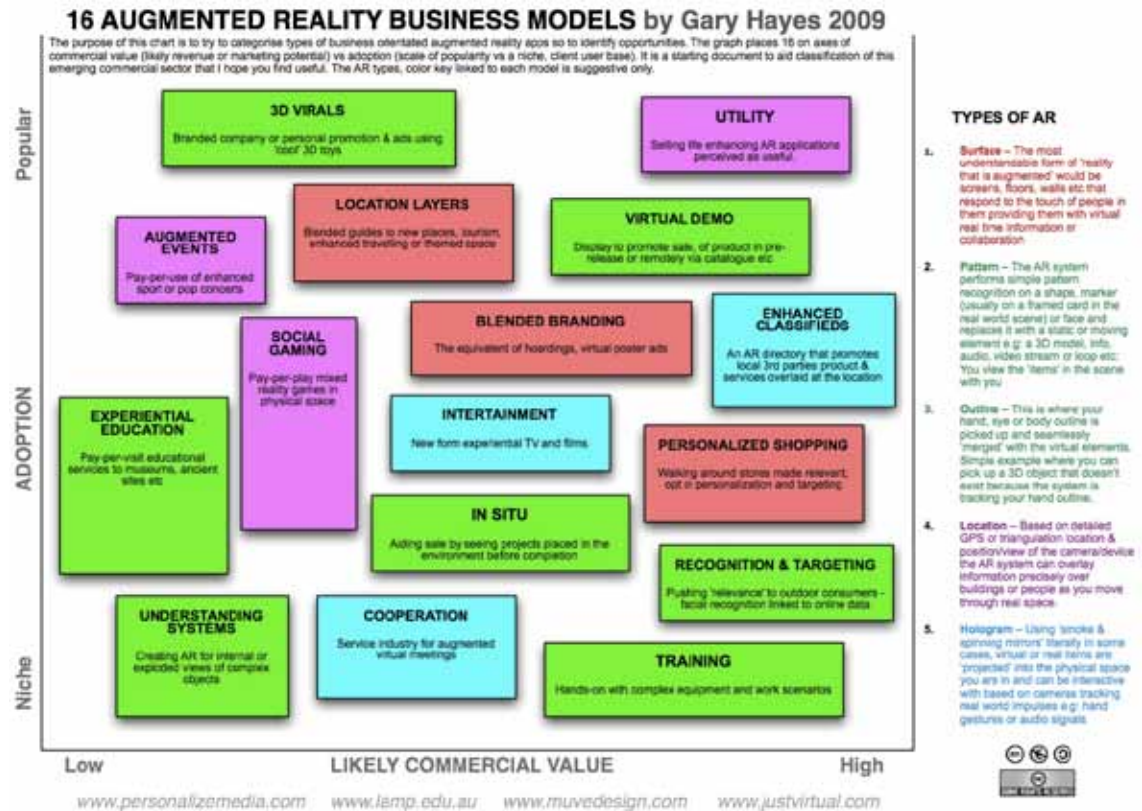 16 AUGMENTED REALITY BUSINESS MODELS by Gary Hayes 2009
The purpose of this chart is to try to categorise types of business orientated augmented reality apps so to identify opportunities. The graph places 16 on axes of
commercial value (likely revenue or marketing potential) vs adoption (scale of popularity vs a niche, client user base). It is a starting document to aid classification of this
emerging commercial sector that I hope you find useful. The AR types, color key linked to each model is suggestive only.
Popular
ADOPTION
Niche
3D VIRALS
Branded company or personal promotion & ads using
'cool' 3D toys
UTILITY
Selling life enhancing AR applications
perceived as useful.
LOCATION LAYERS
Blended guides to new places, tourism,
enhanced travelling or themed space
VIRTUAL DEMO
Display to promote sale, of product in pre-
release or remotely via catalogue etc
AUGMENTED
EVENTS
Pay-per-use of enhanced
sport or pop concerts
SOCIAL
GAMING
Pay-per-play mixed
reality games in
physical space
BLENDED BRANDING
The equivalent of hoardings, virtual poster ads
ENHANCED
CLASSIFIEDS
An AR directory that promotes
local 3rd parties product &
services overlaid at the location
EXPERIENTIAL
EDUCATION
Pay-per-visit educational
services to museums, ancient
sites etc
INTERTAINMENT
New form experiential TV and films
PERSONALIZED SHOPPING
Walking around stores made relevant,
opt in personalization and targeting
IN SITU
Aiding sale by seeing projects placed in the
environment before completion
RECOGNITION & TARGETING
Pushing 'relevance' to outdoor consumers -
facial recognition linked to online data
UNDERSTANDING
SYSTEMS
Creating AR for internal or
exploded views of complex
objects
COOPERATION
Service industry for augmented
virtual meetings
TRAINING
Hands-on with complex equipment and work scenarios
Low
LIKELY COMMERCIAL VALUE
High
TYPES OF AR
1. Surface – The most
understandable form of 'reality
that is augmented' would be
screens, floors, walls etc that
respond to the touch of people in
them providing them with virtual
real time information or
collaboration
2. Pattern – The AR system
performs simple pattern
recognition on a shape, marker
(usually on a framed card in the
real world scene) or face and
replaces it with a static or moving
element e.g: a 3D model, info,
audio, video stream or loop etc.
You view the 'items' in the scene
with you
3. Outline – This is where your
hand, eye or body outline is
picked up and seamlessly
'merged' with the virtual elements.
Simple example where you can
pick up a 3D object that doesn't
exist because the system is
tracking your hand outline.
4. Location – Based on detailed
GPS or triangulation location &
position/view of the camera/device
the AR system can overlay
information precisely over
buildings or people as you move
through real space.
5. Hologram – Using 'smoke &
spinning mirrors' literally in some
cases, virtual or real items are
'projected' into the physical space
you are in and can be interactive
with based on cameras tracking
real world impulses e.g: hand
gestures or audio signals
SOME RIGHTS RESERVED
www.personalizemedia.com www.lamp.edu.au www.muvedesign.com www.justvirtual.com